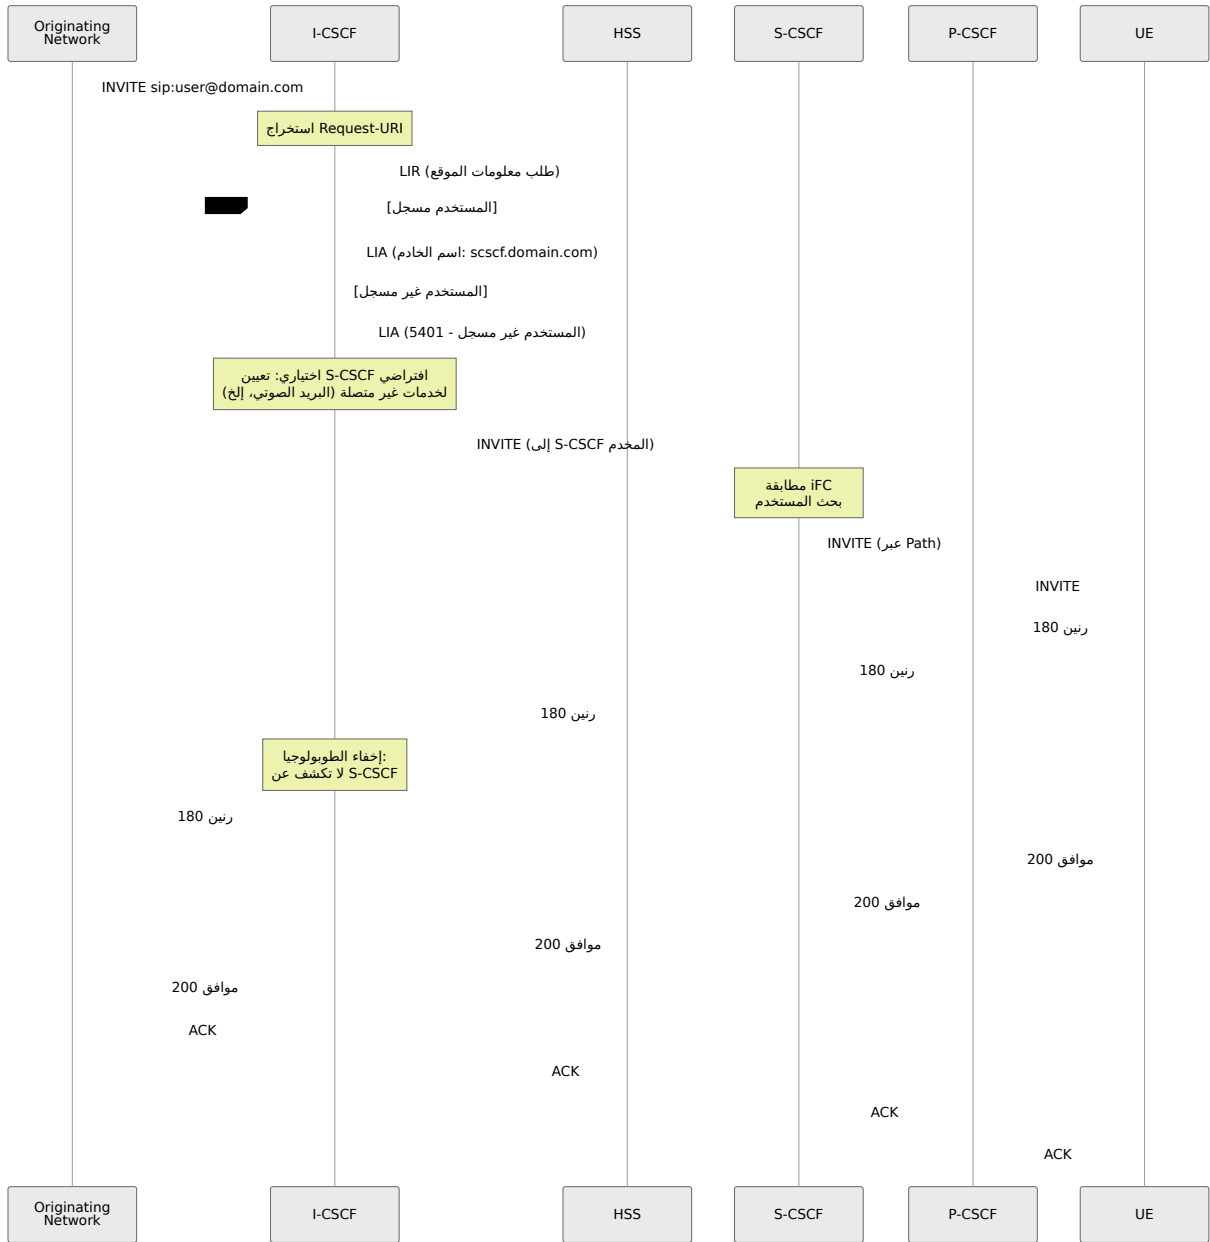 Originating
Network
I-CSCF
HSS
S-CSCF
P-CSCF
UE
INVITE sip:user@domain.com
استخراج Request-URI
LIR (طلب معلومات الموقع)
[المستخدم مسجل]
LIA (اسم الخادم: scscf.domain.com)
[المستخدم غير مسجل]
LIA (5401 - المستخدم غير مسجل)
اختياري: تعيين S-CSCF افتراضي
لخدمات غير متصلة (البريد الصوتي، إلخ)
INVITE (إلى S-CSCF المخدم)
مطابقة iFC
بحث المستخدم
INVITE (عبر Path)
INVITE
180 رنين
180 رنين
180 رنين
إخفاء الطوبولوجيا:
لا تكشف عن S-CSCF
180 رنين
200 موافق
200 موافق
200 موافق
200 موافق
ACK
ACK
ACK
ACK
Originating
Network
I-CSCF
HSS
S-CSCF
P-CSCF
UE